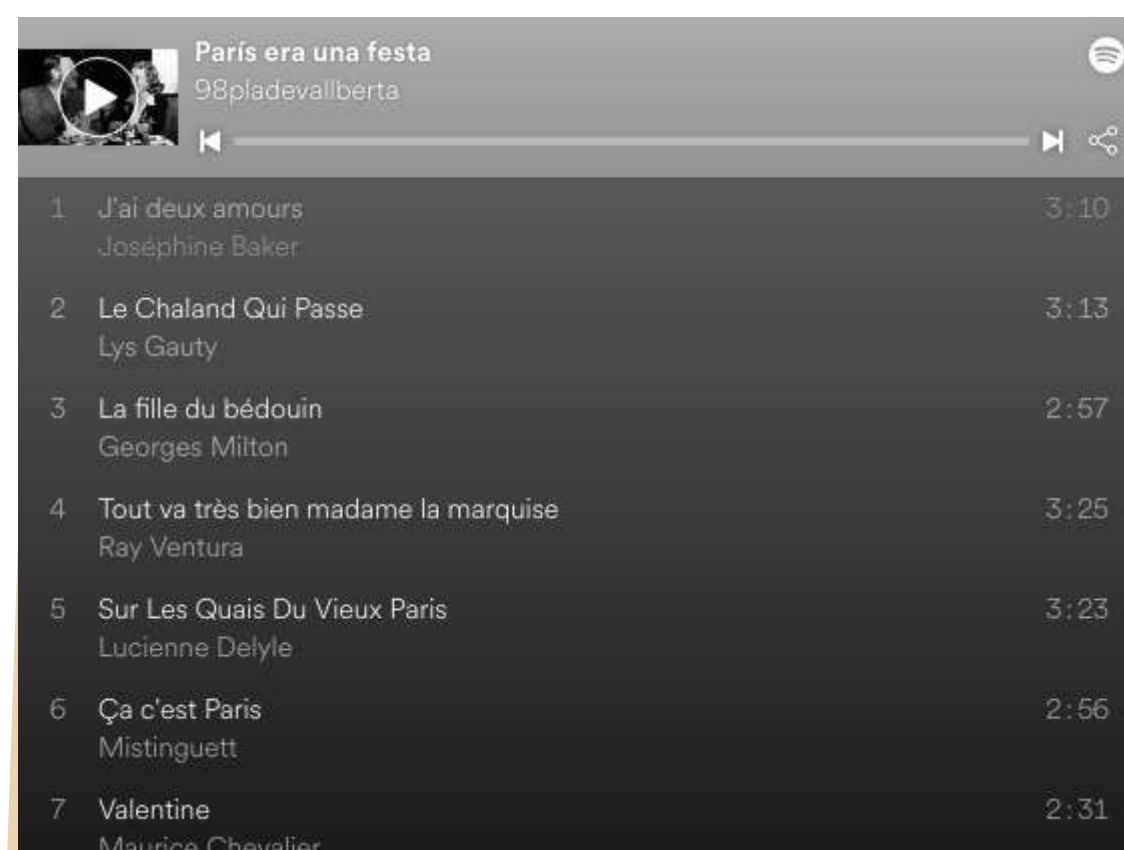 París era una festa
98pladevallberta
1 J'ai deux amours 3:10
Joséphine Baker
2 Le Chaland Qui Passe 3:13
Lys Gauty
3 La fille du bédouin 2:57
Georges Milton
4 Tout va très bien madame la marquise 3:25
Ray Ventura
5 Sur Les Quais Du Vieux Paris 3:23
Lucienne Delyle
6 Ça c'est Paris 2:56
Mistinguett
7 Valentine 2:31
Maurice Chevalier